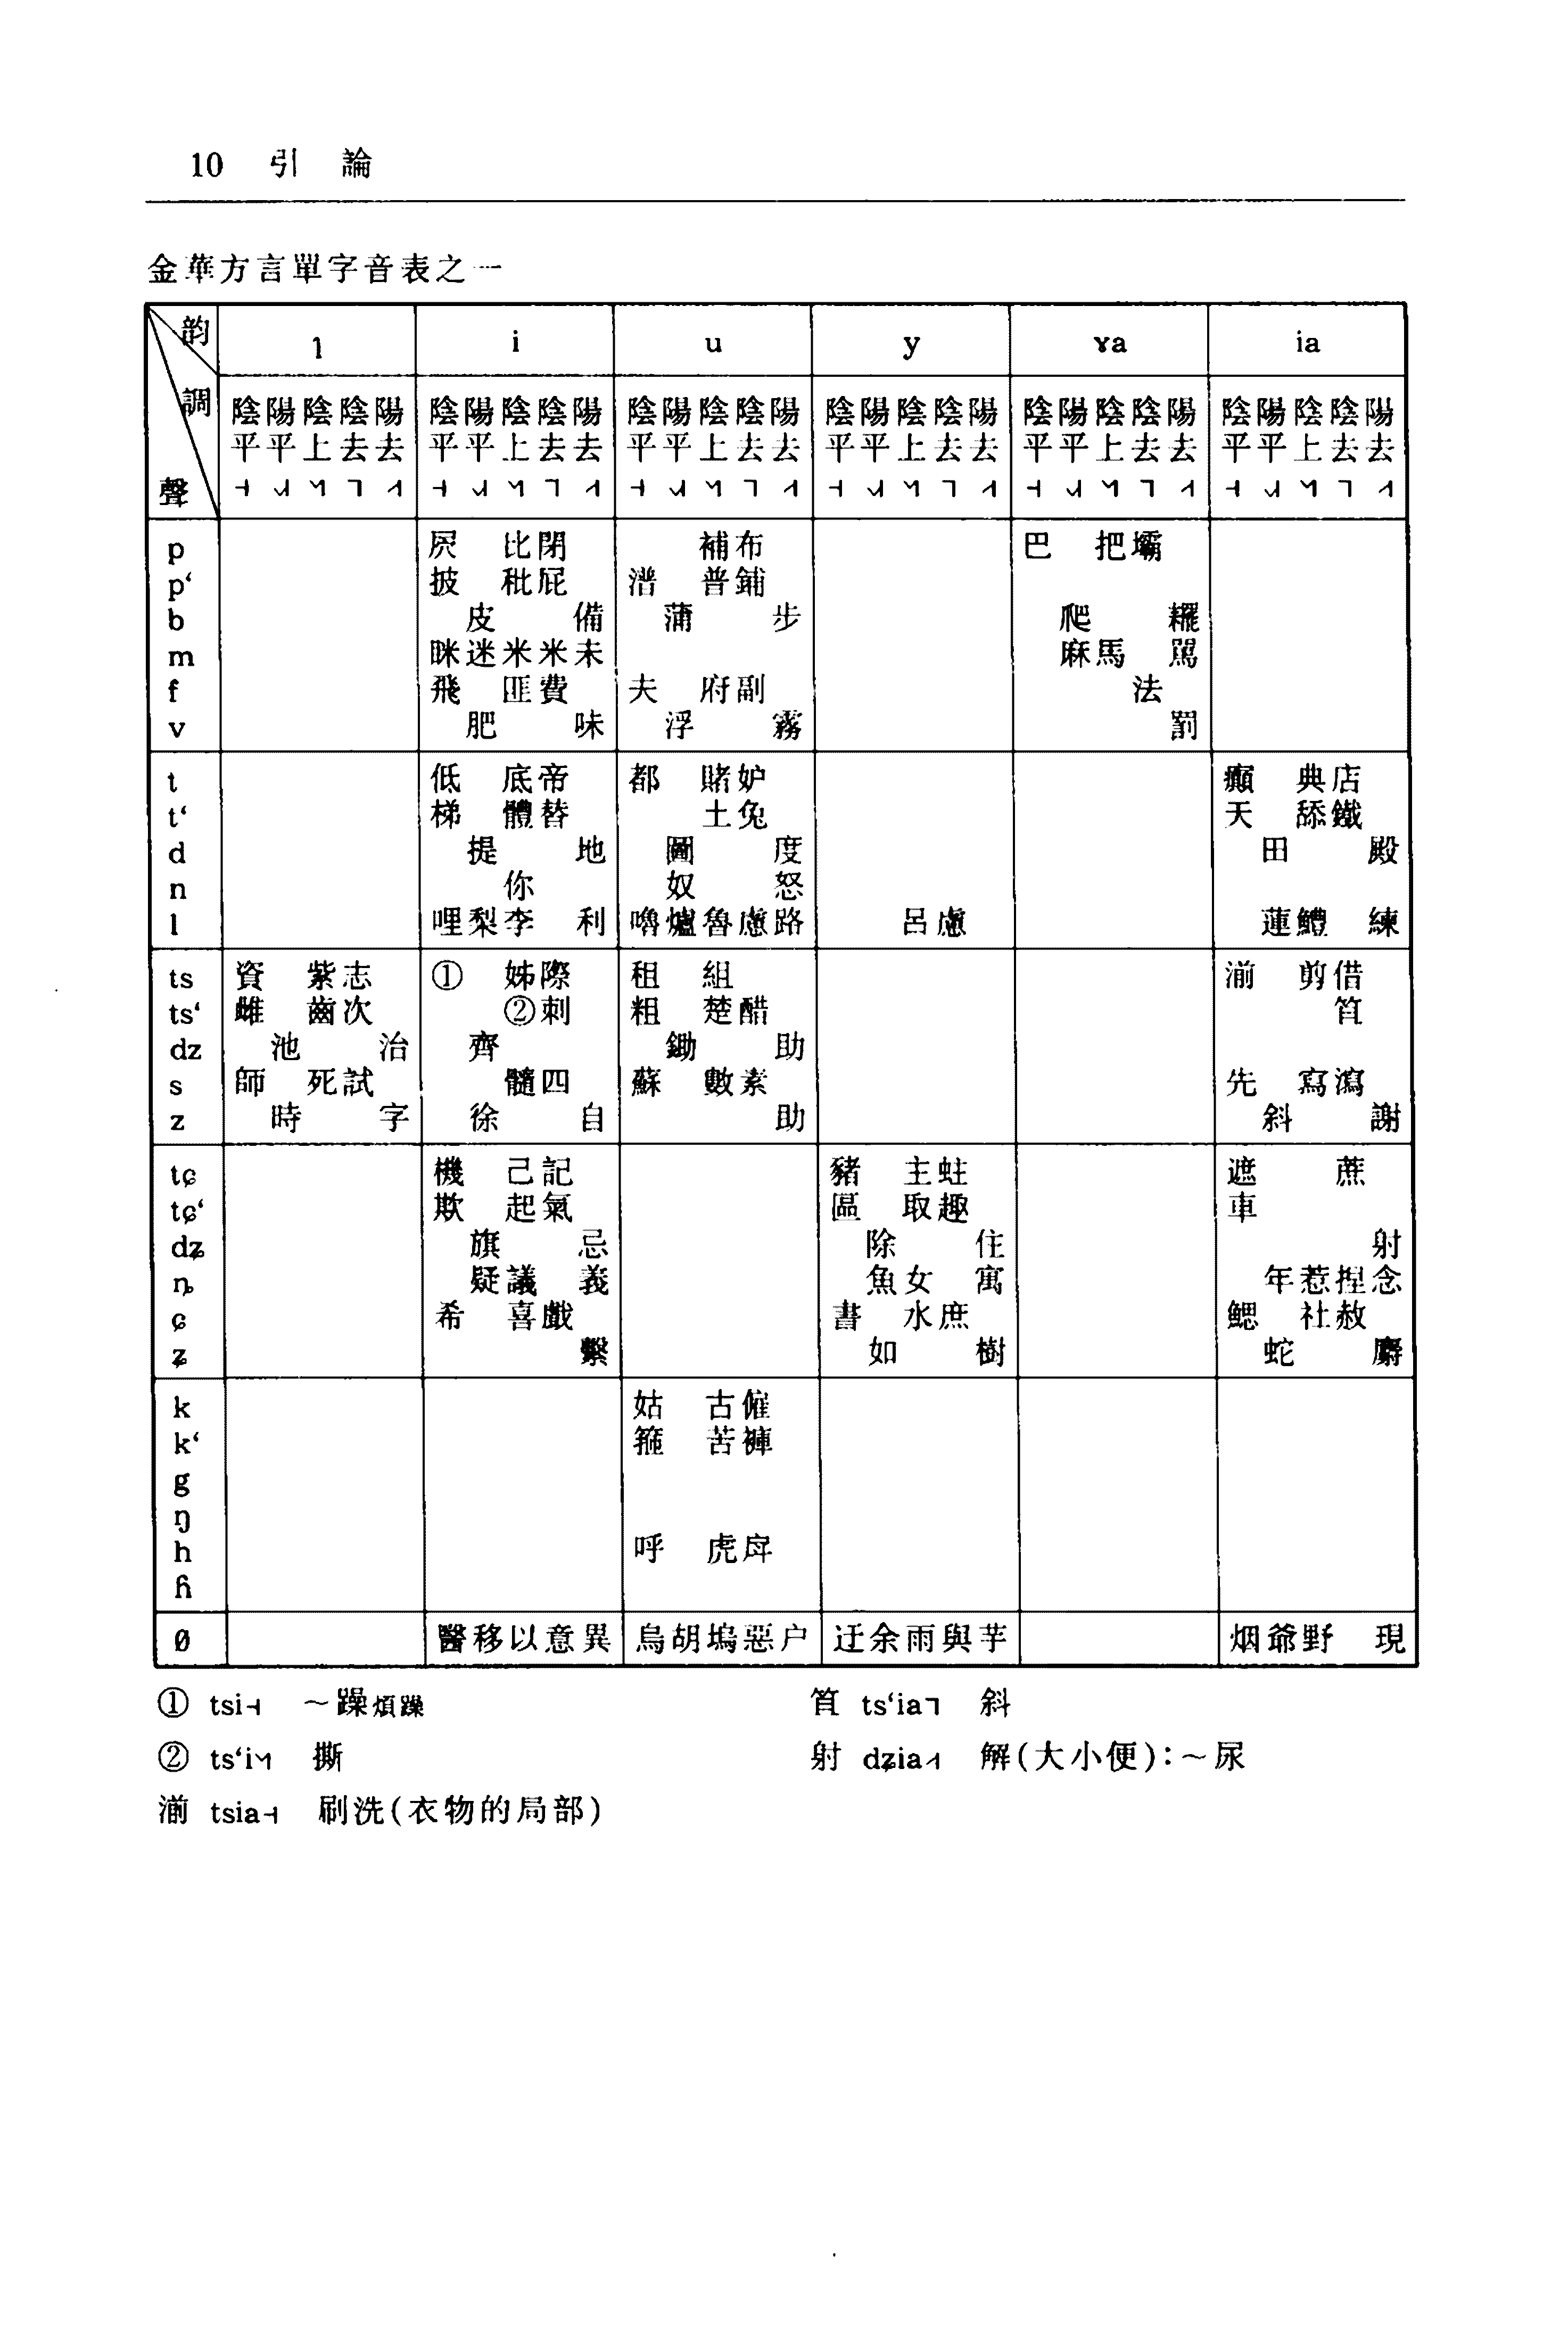 10 引 論
金華方言單字音表之一
韵 ɿ i u y ɤa ia
調 陰陽陰陰陽 陰陽陰陰陽 陰陽陰陰陽 陰陽陰陰陽 陰陽陰陰陽 陰陽陰陰陽
平平上去去 平平上去去 平平上去去 平平上去去 平平上去去 平平上去去
聲
p 屄 比閉 補布 巴 把壩
p‘ 披 秕屁 潽 普鋪
b 皮 備 蒲 步 爬
m 眯迷米米未 麻馬 罵
f 飛 匪費 夫 府副 法
v 肥 味 浮 霧 罰
t 低 底帝 都 賭妒 癲 典店
t‘ 梯 體替 土兔 天 舔鐵
d 提 地 圖 度 田 殿
n 你 奴 怒
l 哩梨李 利 嚕爐魯慮路 呂慮 蓮鱧 練
ts 資 紫志 ① 姊際 租 組 湔 剪借
ts‘ 雌 齒次 ②刺 粗 楚醋 笡
dz 池 治 齊 鋤 助
s 師 死試 髓四 蘇 數素 先 寫瀉
z 時 字 徐 自 助 斜 謝
tɕ 機 己記 豬 主蛀 遮 蔗
tɕ‘ 欺 起氣 區 取趣 車
dʑ 旗 忌 除 住 射
ȵ 疑議 義 魚女 寓 年惹捏念
ɕ 希 喜戲 書 水庶 鰓 社赦
ʑ 繫 如 樹 蛇 麝
k 姑 古僱
k‘ 箍 苦褲
g
ŋ
h 呼 虎戽
ɦ
∅ 醫移以意異 烏胡塢惡户 迂余雨與芋 烟爺野 現
① tsi˧ ～躁煩躁 笡 ts‘ia˥ 斜
② ts‘i 撕 射 dʑia 解(大小便)：～尿
湔 tsia˧ 刷洗(衣物的局部)